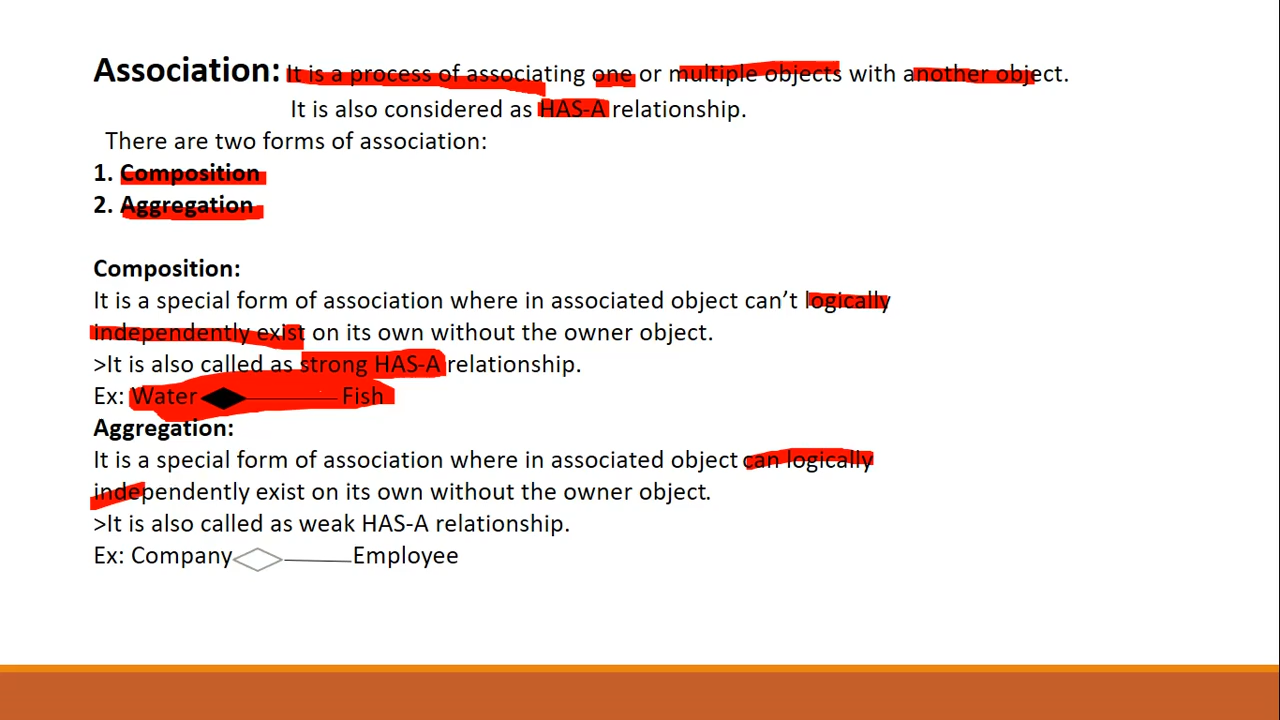 Association: It is a process of associating one or multiple objects with another object.
It is also considered as HAS-A relationship.
There are two forms of association:
1. Composition
2. Aggregation
Composition:
It is a special form of association where in associated object can’t logically
independently exist on its own without the owner object.
>It is also called as strong HAS-A relationship.
Ex: Water Fish
Aggregation:
It is a special form of association where in associated object can logically
independently exist on its own without the owner object.
>It is also called as weak HAS-A relationship.
Ex: Company Employee